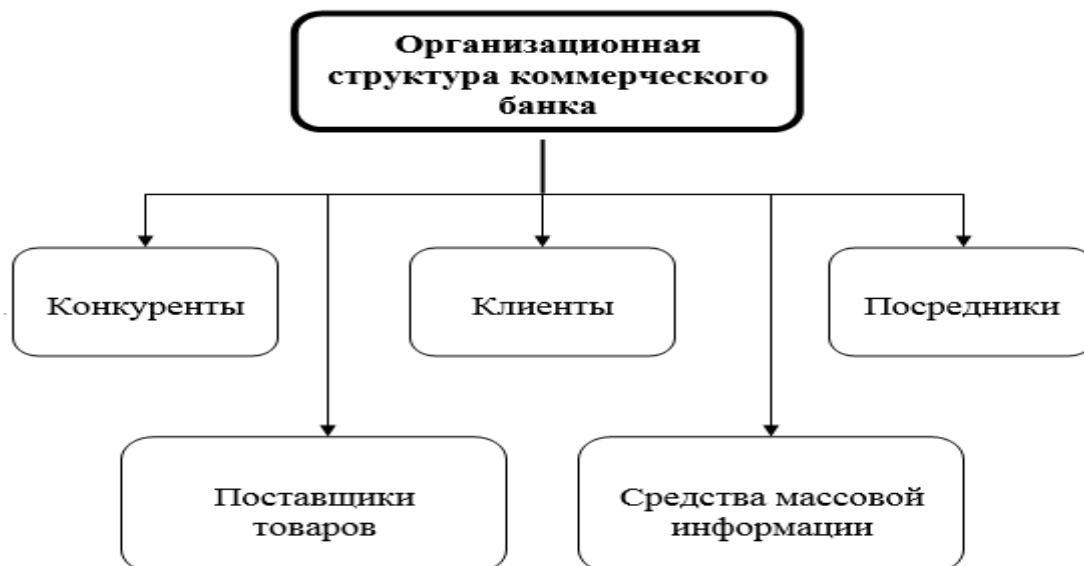 Организационная
структура коммерческого
банка
Конкуренты
Клиенты
Посредники
Поставщики
товаров
Средства массовой
информации